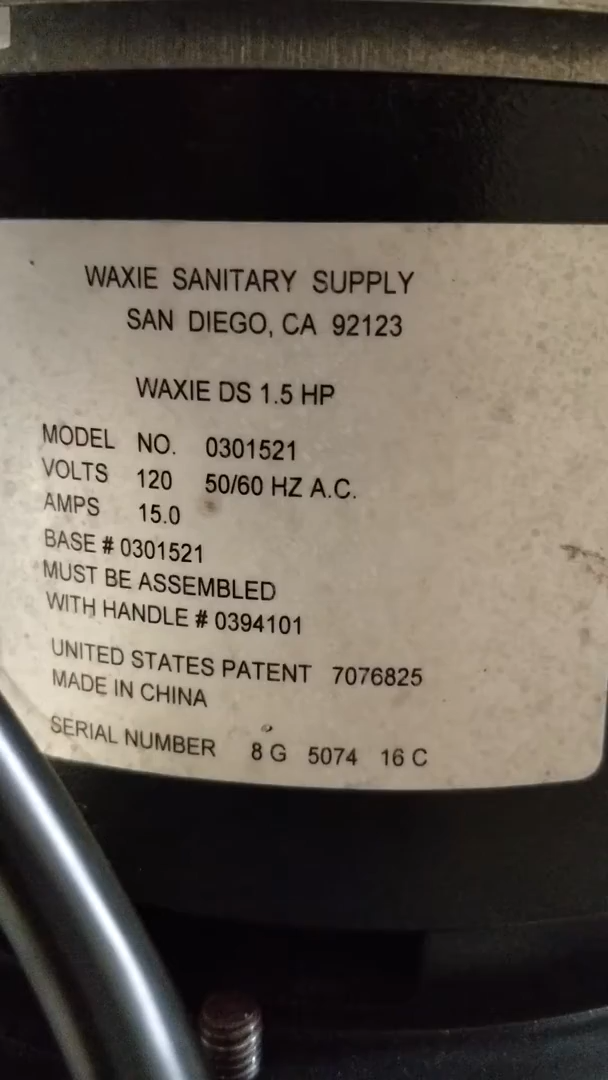 WAXIE SANITARY SUPPLY
SAN DIEGO, CA 92123
WAXIE DS 1.5 HP
MODEL NO. 0301521
VOLTS 120 50/60 HZ A.C.
AMPS 15.0
BASE # 0301521
MUST BE ASSEMBLED
WITH HANDLE # 0394101
UNITED STATES PATENT 7076825
MADE IN CHINA
SERIAL NUMBER 8 G 5074 16 C